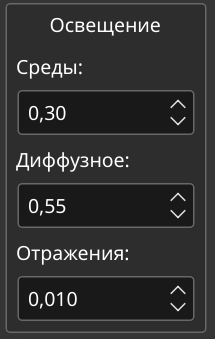 Освещение
Среды:
0,30
Диффузное:
0,55
Отражения:
0,010